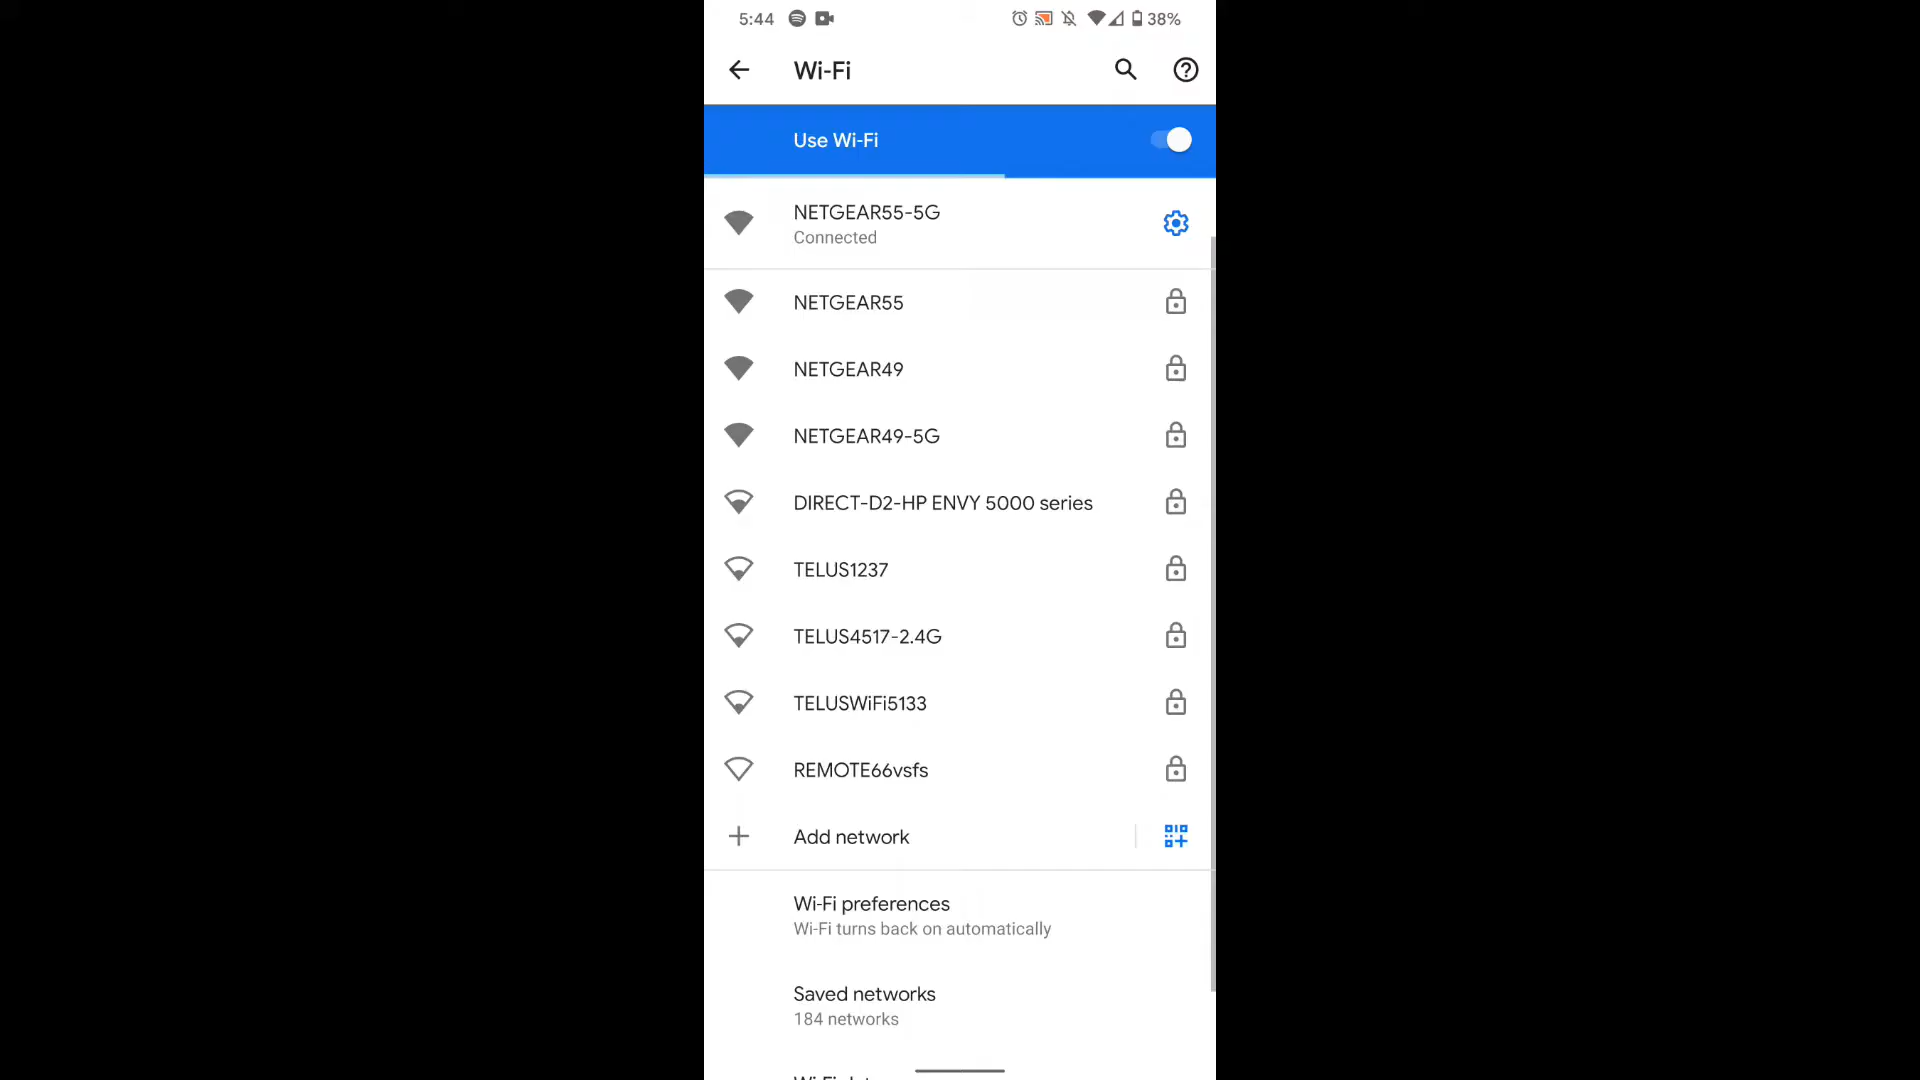 5:44
38%
Wi-Fi
Use Wi-Fi
NETGEAR55-5G
Connected
NETGEAR55
NETGEAR49
NETGEAR49-5G
DIRECT-D2-HP ENVY 5000 series
TELUS1237
TELUS4517-2.4G
TELUSWiFi5133
REMOTE66vsfs
Add network
Wi-Fi preferences
Wi-Fi turns back on automatically
Saved networks
184 networks